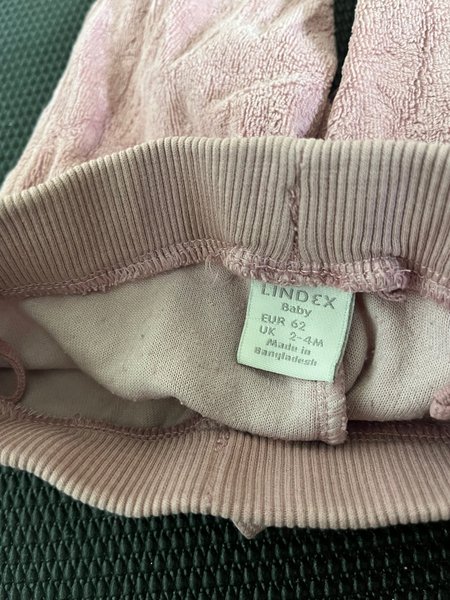 LINDEX
Baby
EUR 62
UK 2-4M
Made in
Bangladesh